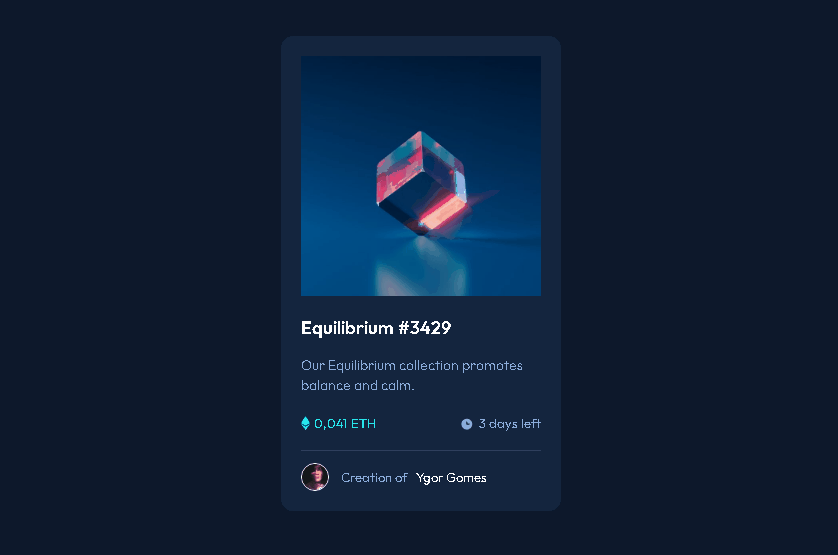 Equilibrium #3429
Our Equilibrium collection promotes
balance and calm.
0,041 ETH
3 days left
Creation of Ygor Gomes